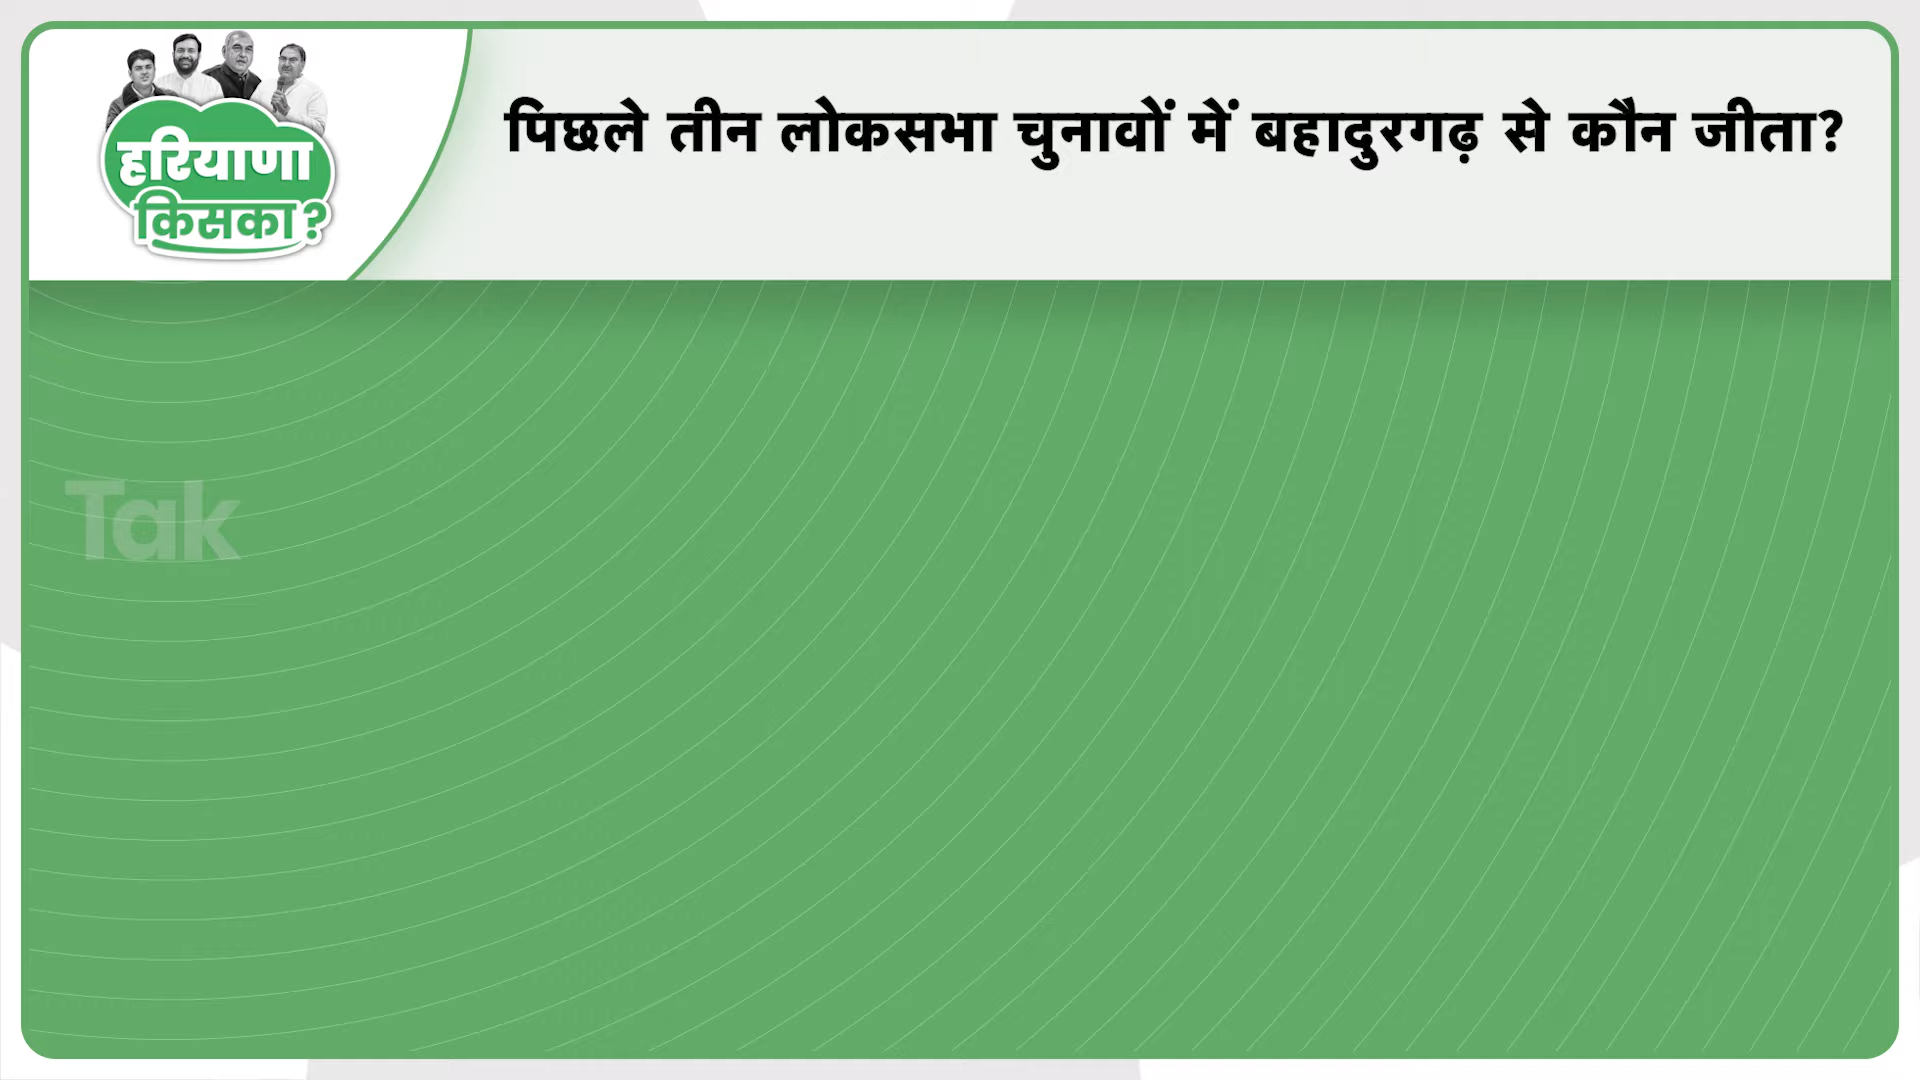 हरियाणा
किसका?
पिछले तीन लोकसभा चुनावों में बहादुरगढ़ से कौन जीता?
Tak